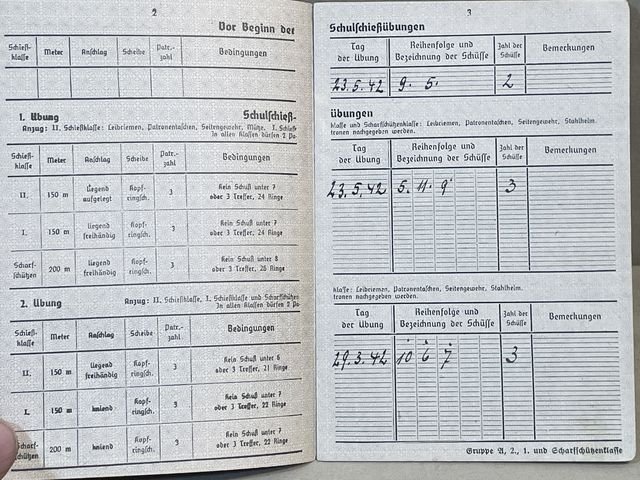 2
Vor Beginn der
Schieß-klasse Meter Anschlag Scheibe Patr.-zahl Bedingungen
1. Übung Schulschieß-
Anzug: II. Schießklasse: Leibriemen, Patronentaschen, Seitengewehr, Mütze. I. Schieß
In allen Klassen dürfen 2 Pa
Schieß-klasse Meter Anschlag Scheibe Patr.-zahl Bedingungen
II. 150 m liegend aufgelegt Kopf-ringsch. 3 Kein Schuß unter 7 oder 3 Treffer, 24 Ringe
I. 150 m liegend freihändig Kopf-ringsch. 3 Kein Schuß unter 7 oder 3 Treffer, 24 Ringe
Scharf-schützen 200 m liegend freihändig Kopf-ringsch. 3 Kein Schuß unter 8 oder 3 Treffer, 26 Ringe
2. Übung Anzug: II. Schießklasse, I. Schießklasse und Scharfschützen
In allen Klassen dürfen 2 Pa
Schieß-klasse Meter Anschlag Scheibe Patr.-zahl Bedingungen
II. 150 m liegend freihändig Kopf-ringsch. 3 Kein Schuß unter 6 oder 3 Treffer, 21 Ringe
I. 150 m kniend Kopf-ringsch. 3 Kein Schuß unter 7 oder 3 Treffer, 22 Ringe
Scharf-schützen 200 m kniend Kopf-ringsch. 3 Kein Schuß unter 7 oder 3 Treffer, 22 Ringe
3
Schulschießübungen
Tag der Übung Reihenfolge und Bezeichnung der Schüsse Zahl der Schüsse Bemerkungen
23.5.42 9. 5. 2
übungen
klasse und Scharfschützenklasse: Leibriemen, Patronentaschen, Seitengewehr, Stahlhelm.
tronen nachgegeben werden.
Tag der Übung Reihenfolge und Bezeichnung der Schüsse Zahl der Schüsse Bemerkungen
23.5.42 5. 11. 9. 3
klasse: Leibriemen, Patronentaschen, Seitengewehr, Stahlhelm.
tronen nachgegeben werden.
Tag der Übung Reihenfolge und Bezeichnung der Schüsse Zahl der Schüsse Bemerkungen
29.3.42 10 6 7 3
Gruppe A, 2., 1. und Scharfschützenklasse